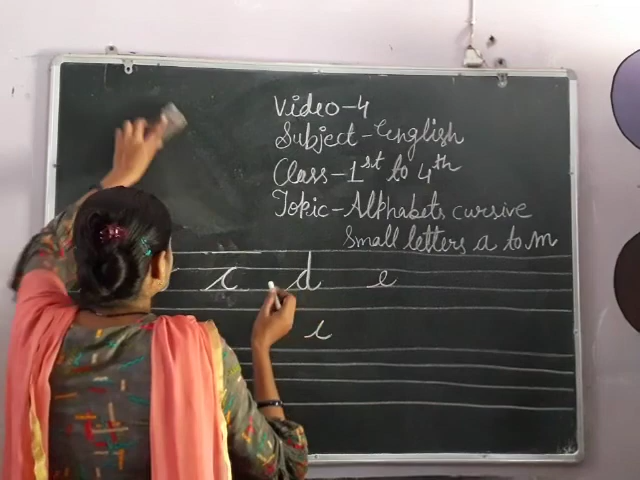 Video-4
Subject-English
Class-1st to 4th
Topic-Alphabets cursive
Small letters a to m
c d e
c